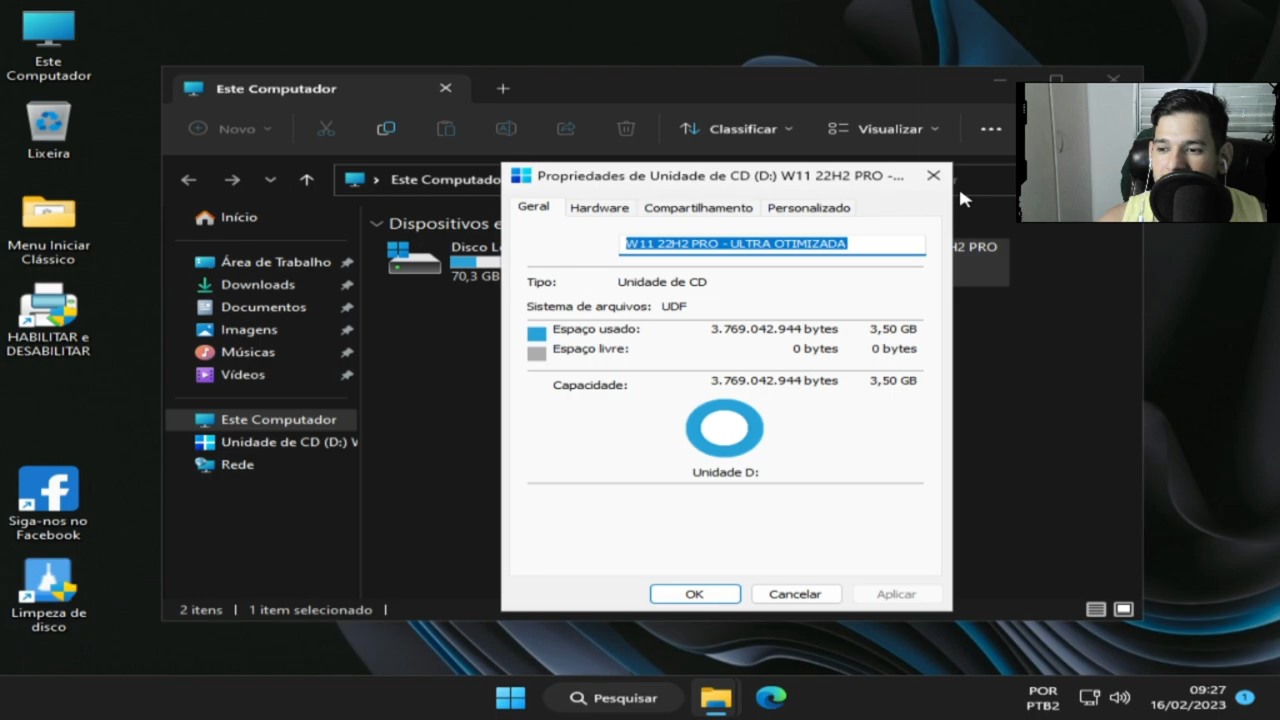 Este
Computador
Lixeira
Menu Iniciar
Clássico
HABILITAR e
DESABILITAR
Siga-nos no
Facebook
Limpeza de
disco
Este Computador
Novo
Classificar
Visualizar
Este Computado
Início
Área de Trabalho
Downloads
Documentos
Imagens
Músicas
Vídeos
Este Computador
Unidade de CD (D:) W
Rede
Dispositivos e
Disco Lo
70,3 GB
H2 PRO
2 itens
1 item selecionado
Propriedades de Unidade de CD (D:) W11 22H2 PRO -...
Geral
Hardware
Compartilhamento
Personalizado
W11 22H2 PRO - ULTRA OTIMIZADA
Tipo: Unidade de CD
Sistema de arquivos: UDF
Espaço usado: 3.769.042.944 bytes 3,50 GB
Espaço livre: 0 bytes 0 bytes
Capacidade: 3.769.042.944 bytes 3,50 GB
Unidade D:
OK
Cancelar
Aplicar
Pesquisar
POR
PTB2
09:27
16/02/2023
1